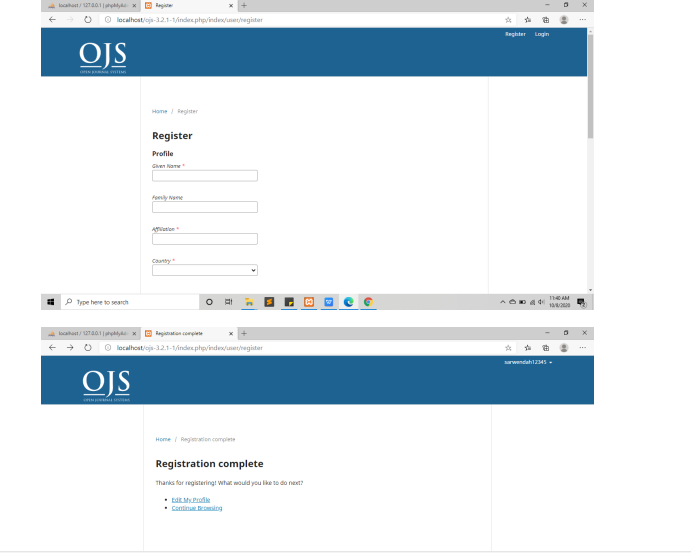 localhost / 127.0.0.1 | phpMyAdmi
Register
localhost/ojs-3.2.1-1/index.php/index/user/register
Register Login
OJS
OPEN JOURNAL SYSTEMS
Home / Register
Register
Profile
Given Name *
Family Name
Affiliation *
Country *
Type here to search
11:40 AM
10/8/2020
localhost / 127.0.0.1 | phpMyAdmi
Registration complete
localhost/ojs-3.2.1-1/index.php/index/user/register
sarwendah12345
OJS
OPEN JOURNAL SYSTEMS
Home / Registration complete
Registration complete
Thanks for registering! What would you like to do next?
Edit My Profile
Continue Browsing